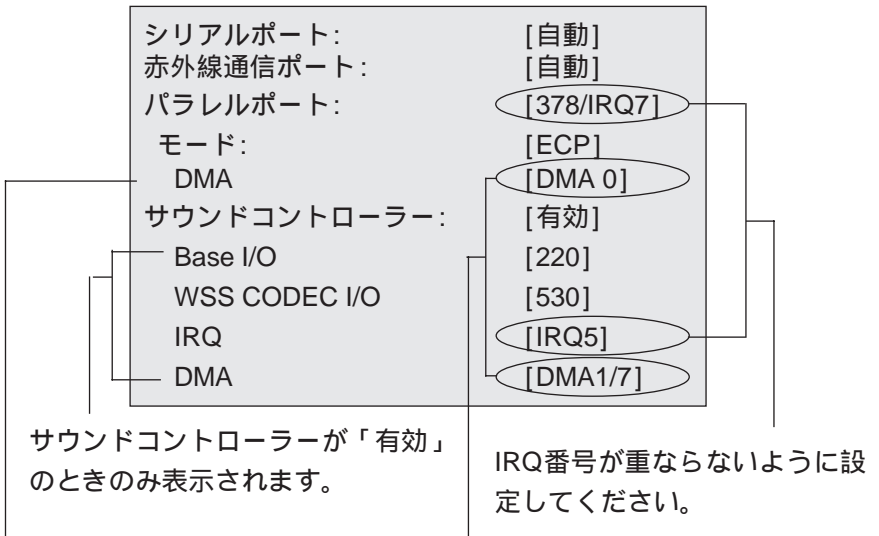 シリアルポート: [自動]
赤外線通信ポート: [自動]
パラレルポート: [378/IRQ7]
モード: [ECP]
DMA [DMA 0]
サウンドコントローラー: [有効]
Base I/O [220]
WSS CODEC I/O [530]
IRQ [IRQ5]
DMA [DMA1/7]
サウンドコントローラーが「有効」
のときのみ表示されます。
IRQ番号が重ならないように設
定してください。